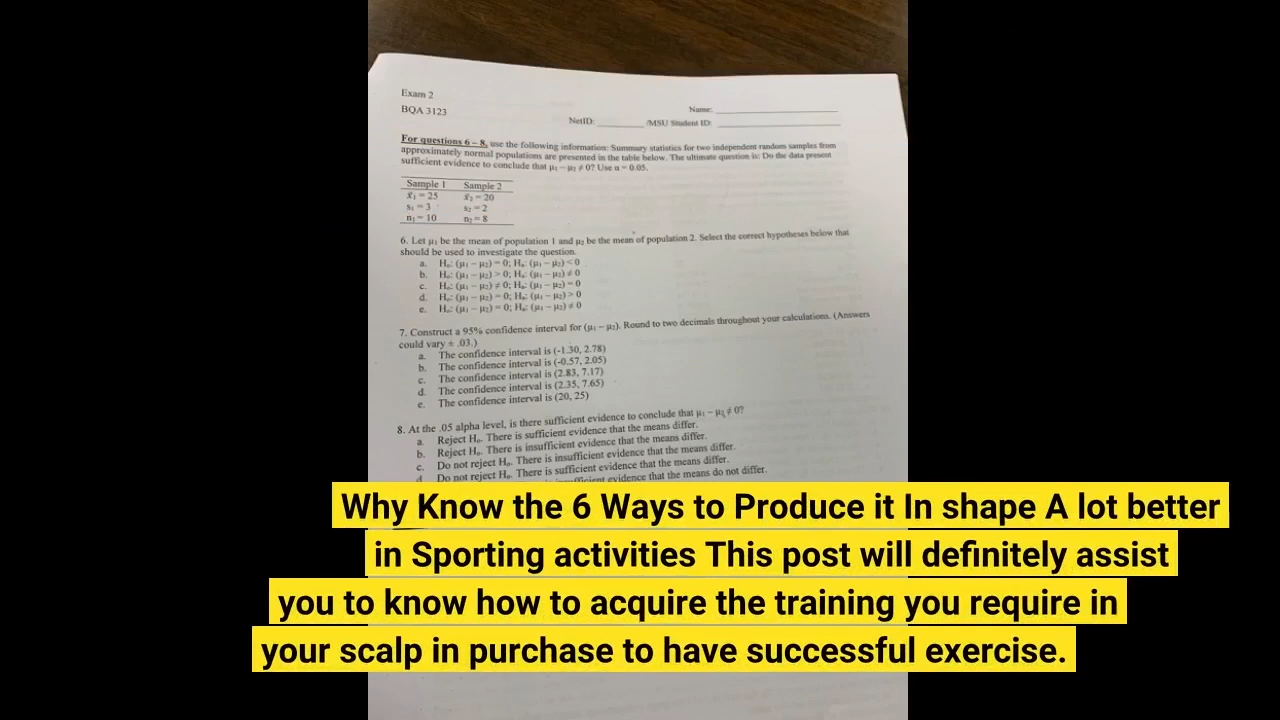 Exam 2
BQA 3123
Name:
NetID: /MSU Student ID:
For questions 6 – 8, use the following information: Summary statistics for two independent random samples from
approximately normal populations are presented in the table below. The ultimate question is: Do the data present
sufficient evidence to conclude that μ₁ – μ₂ ≠ 0? Use α = 0.05.
Sample 1 Sample 2
x̄₁ = 25 x̄₂ = 20
s₁ = 3 s₂ = 2
n₁ = 10 n₂ = 8
6. Let μ₁ be the mean of population 1 and μ₂ be the mean of population 2. Select the correct hypotheses below that
should be used to investigate the question.
a. Hₒ: (μ₁ – μ₂) = 0; Hₐ: (μ₁ – μ₂) < 0
b. Hₒ: (μ₁ – μ₂) > 0; Hₐ: (μ₁ – μ₂) ≠ 0
c. Hₒ: (μ₁ – μ₂) ≠ 0; Hₐ: (μ₁ – μ₂) = 0
d. Hₒ: (μ₁ – μ₂) = 0; Hₐ: (μ₁ – μ₂) > 0
e. Hₒ: (μ₁ – μ₂) = 0; Hₐ: (μ₁ – μ₂) ≠ 0
7. Construct a 95% confidence interval for (μ₁ – μ₂). Round to two decimals throughout your calculations. (Answers
could vary ± .03.)
a. The confidence interval is (-1.30, 2.78)
b. The confidence interval is (-0.57, 2.05)
c. The confidence interval is (2.83, 7.17)
d. The confidence interval is (2.35, 7.65)
e. The confidence interval is (20, 25)
8. At the .05 alpha level, is there sufficient evidence to conclude that μ₁ – μ₂ ≠ 0?
a. Reject Hₒ. There is sufficient evidence that the means differ.
b. Reject Hₒ. There is insufficient evidence that the means differ.
c. Do not reject Hₒ. There is insufficient evidence that the means differ.
d. Do not reject Hₒ. There is sufficient evidence that the means differ.
evidence that the means do not differ.
Why Know the 6 Ways to Produce it In shape A lot better
in Sporting activities This post will definitely assist
you to know how to acquire the training you require in
your scalp in purchase to have successful exercise.